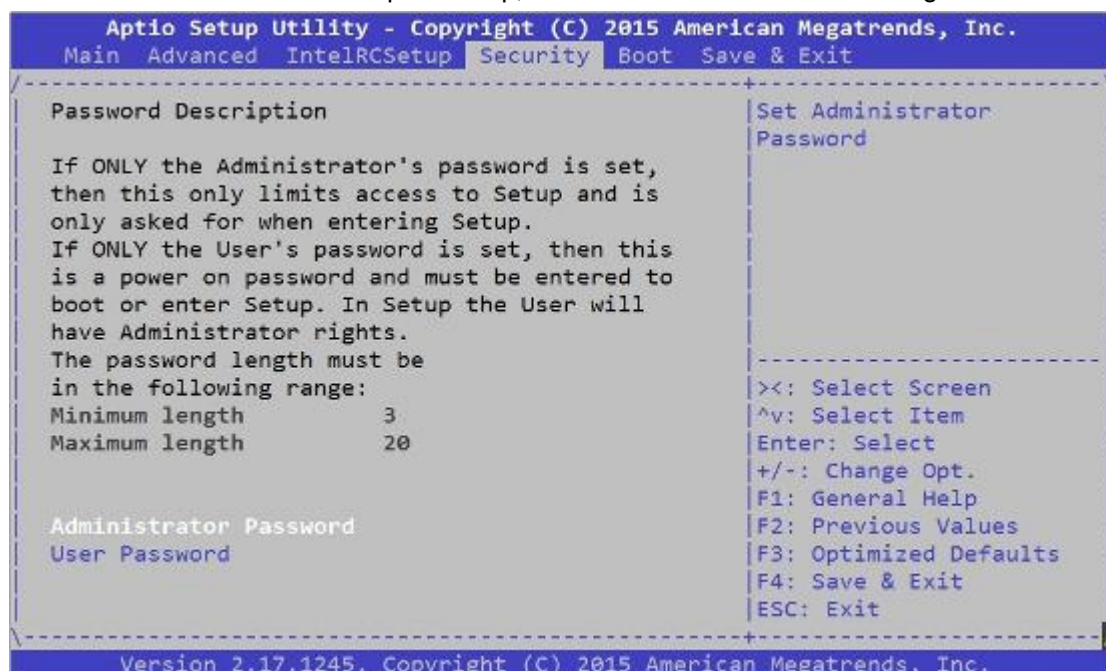 Aptio Setup Utility - Copyright (C) 2015 American Megatrends, Inc.
Main Advanced IntelRCSetup Security Boot Save & Exit
Password Description
If ONLY the Administrator's password is set,
then this only limits access to Setup and is
only asked for when entering Setup.
If ONLY the User's password is set, then this
is a power on password and must be entered to
boot or enter Setup. In Setup the User will
have Administrator rights.
The password length must be
in the following range:
Minimum length 3
Maximum length 20
Administrator Password
User Password
Set Administrator
Password
><: Select Screen
^v: Select Item
Enter: Select
+/-: Change Opt.
F1: General Help
F2: Previous Values
F3: Optimized Defaults
F4: Save & Exit
ESC: Exit
Version 2.17.1245. Copyright (C) 2015 American Megatrends, Inc.